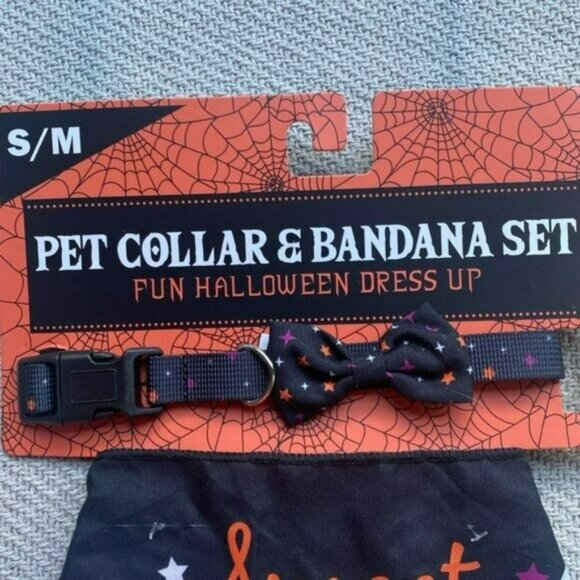 S/M
PET COLLAR & BANDANA SET
FUN HALLOWEEN DRESS UP